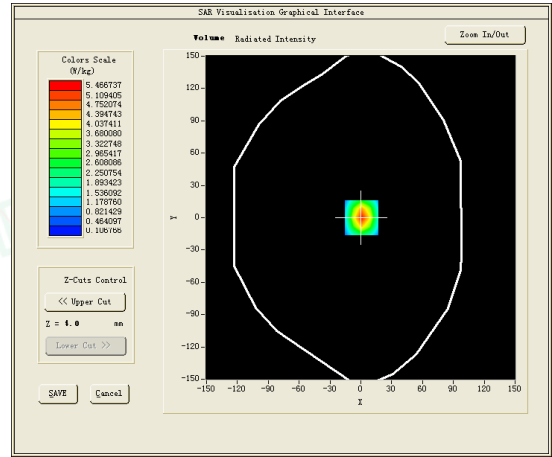 SAR Visualisation Graphical Interface
Volume Radiated Intensity
Zoom In/Out
Colors Scale
(W/kg)
5.466737
5.109405
4.752074
4.394743
4.037411
3.680080
3.322748
2.965417
2.608086
2.250754
1.893423
1.536092
1.178760
0.821429
0.464097
0.106766
Z-Cuts Control
<< Upper Cut
Z = 4.0 mm
Lower Cut >>
SAVE Cancel
150
120
90
60
30
0
-30
-60
-90
-120
-150
Y
-150 -120 -90 -60 -30 0 30 60 90 120 150
X